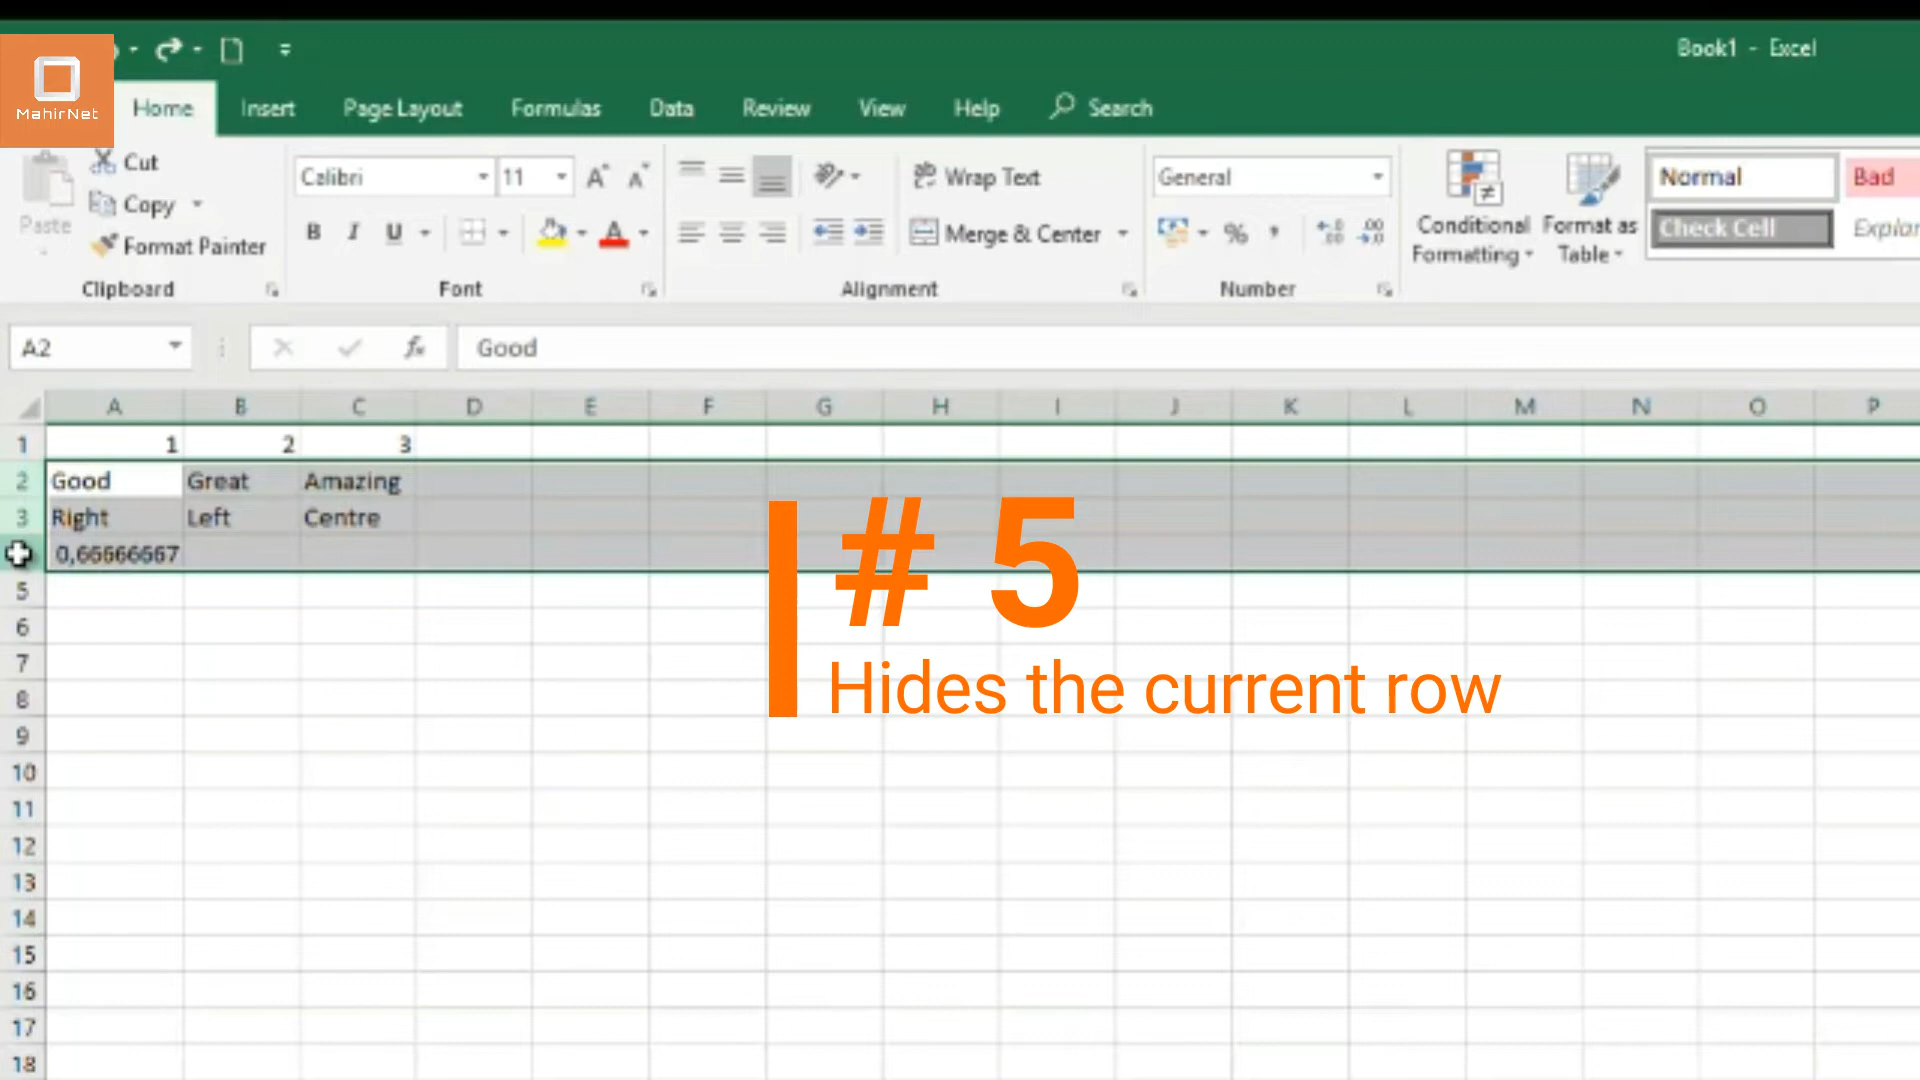 Book1 - Excel
MahirNet
Home Insert Page Layout Formulas Data Review View Help Search
Cut
Copy
Format Painter
Paste
Clipboard
Calibri 11
B I U
Font
Wrap Text
Merge & Center
Alignment
General
%
Number
Conditional Formatting
Format as Table
Normal
Bad
Check Cell
A2
fx
Good
A B C D E F G H I J K L M N O P
1 1 2 3
2 Good Great Amazing
3 Right Left Centre
0,66666667
# 5
Hides the current row
5
6
7
8
9
10
11
12
13
14
15
16
17
18